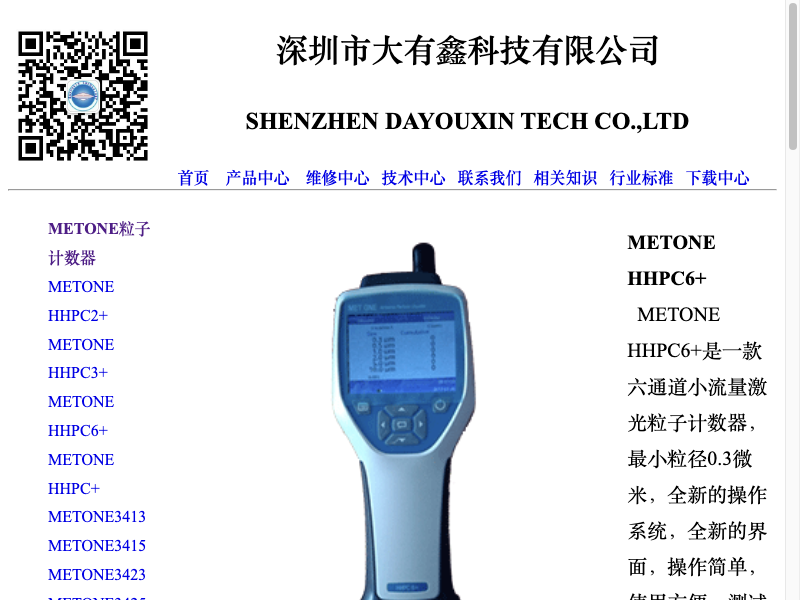 深圳市大有鑫科技有限公司
SHENZHEN DAYOUXIN TECH CO.,LTD
首页 产品中心 维修中心 技术中心 联系我们 相关知识 行业标准 下载中心
METONE粒子
计数器
METONE
HHPC2+
METONE
HHPC3+
METONE
HHPC6+
METONE
HHPC+
METONE3413
METONE3415
METONE3423
MET ONE
HHPC 6+
METONE
HHPC6+
METONE
HHPC6+是一款
六通道小流量激
光粒子计数器，
最小粒径0.3微
米，全新的操作
系统，全新的界
面，操作简单，